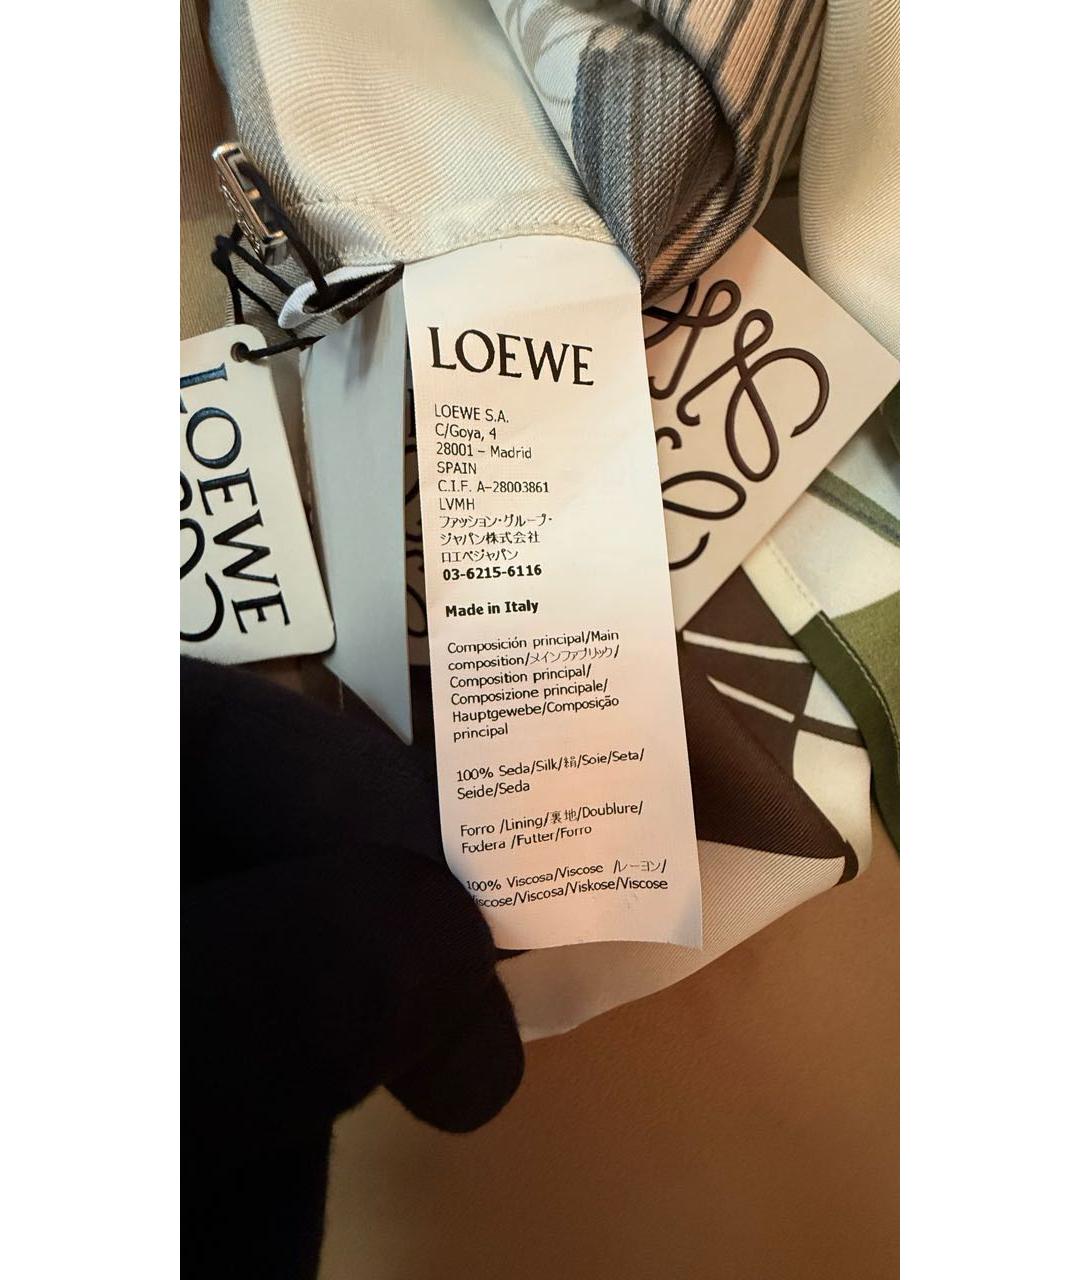 LOEWE
LOEWE S.A.
C/Goya, 4
28001 – Madrid
SPAIN
C.I.F. A-28003861
LVMH
ファッション・グループ・
ジャパン株式会社
ロエベジャパン
03-6215-6116
Made in Italy
Composición principal/Main
composition/メインファブリック/
Composition principal/
Composizione principale/
Hauptgewebe/Composição
principal
100% Seda/Silk/絹/Soie/Seta/
Seide/Seda
Forro /Lining/裏地/Doublure/
Fodera /Futter/Forro
100% Viscosa/Viscose /レーヨン/
Viscose/Viscosa/Viskose/Viscose
LOEWE